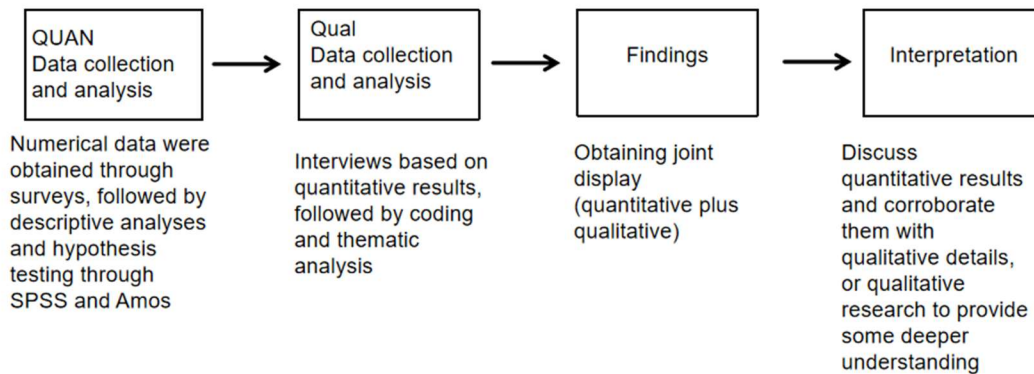 QUAN
Data collection
and analysis
Numerical data were
obtained through
surveys, followed by
descriptive analyses
and hypothesis
testing through
SPSS and Amos
Qual
Data collection
and analysis
Interviews based on
quantitative results,
followed by coding
and thematic
analysis
Findings
Obtaining joint
display
(quantitative plus
qualitative)
Interpretation
Discuss
quantitative results
and corroborate
them with
qualitative details,
or qualitative
research to provide
some deeper
understanding